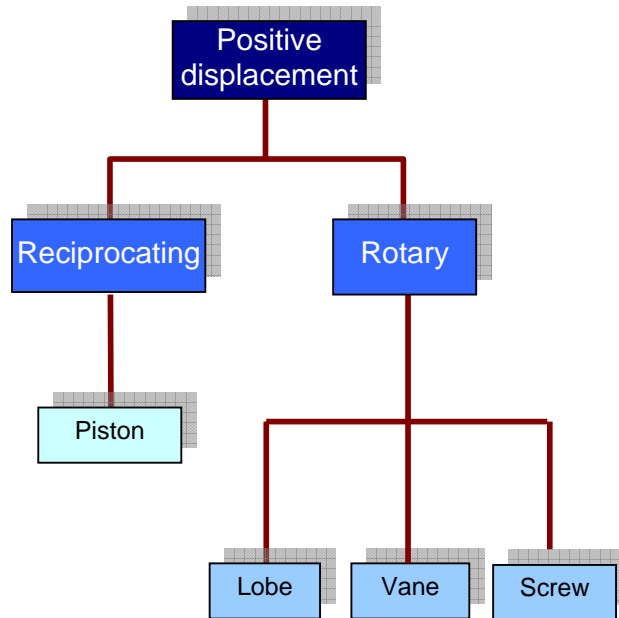 Positive
displacement
Reciprocating
Rotary
Piston
Lobe
Vane
Screw